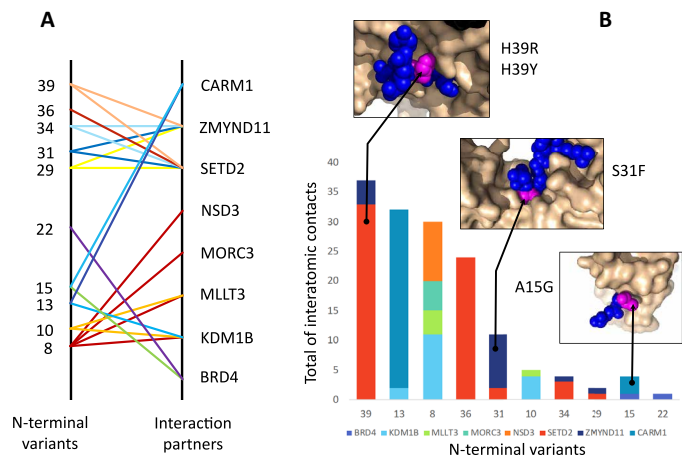 A
39
36
34
31
29
22
15
13
10
8
CARM1
ZMYND11
SETD2
NSD3
MORC3
MLLT3
KDM1B
BRD4
N-terminal
variants
Interaction
partners
B
H39R
H39Y
S31F
A15G
Total of interatomic contacts
40
35
30
25
20
15
10
5
0
39 13 8 36 31 10 34 29 15 22
BRD4 KDM1B MLLT3 MORC3 NSD3 SETD2 ZMYND11 CARM1
N-terminal variants